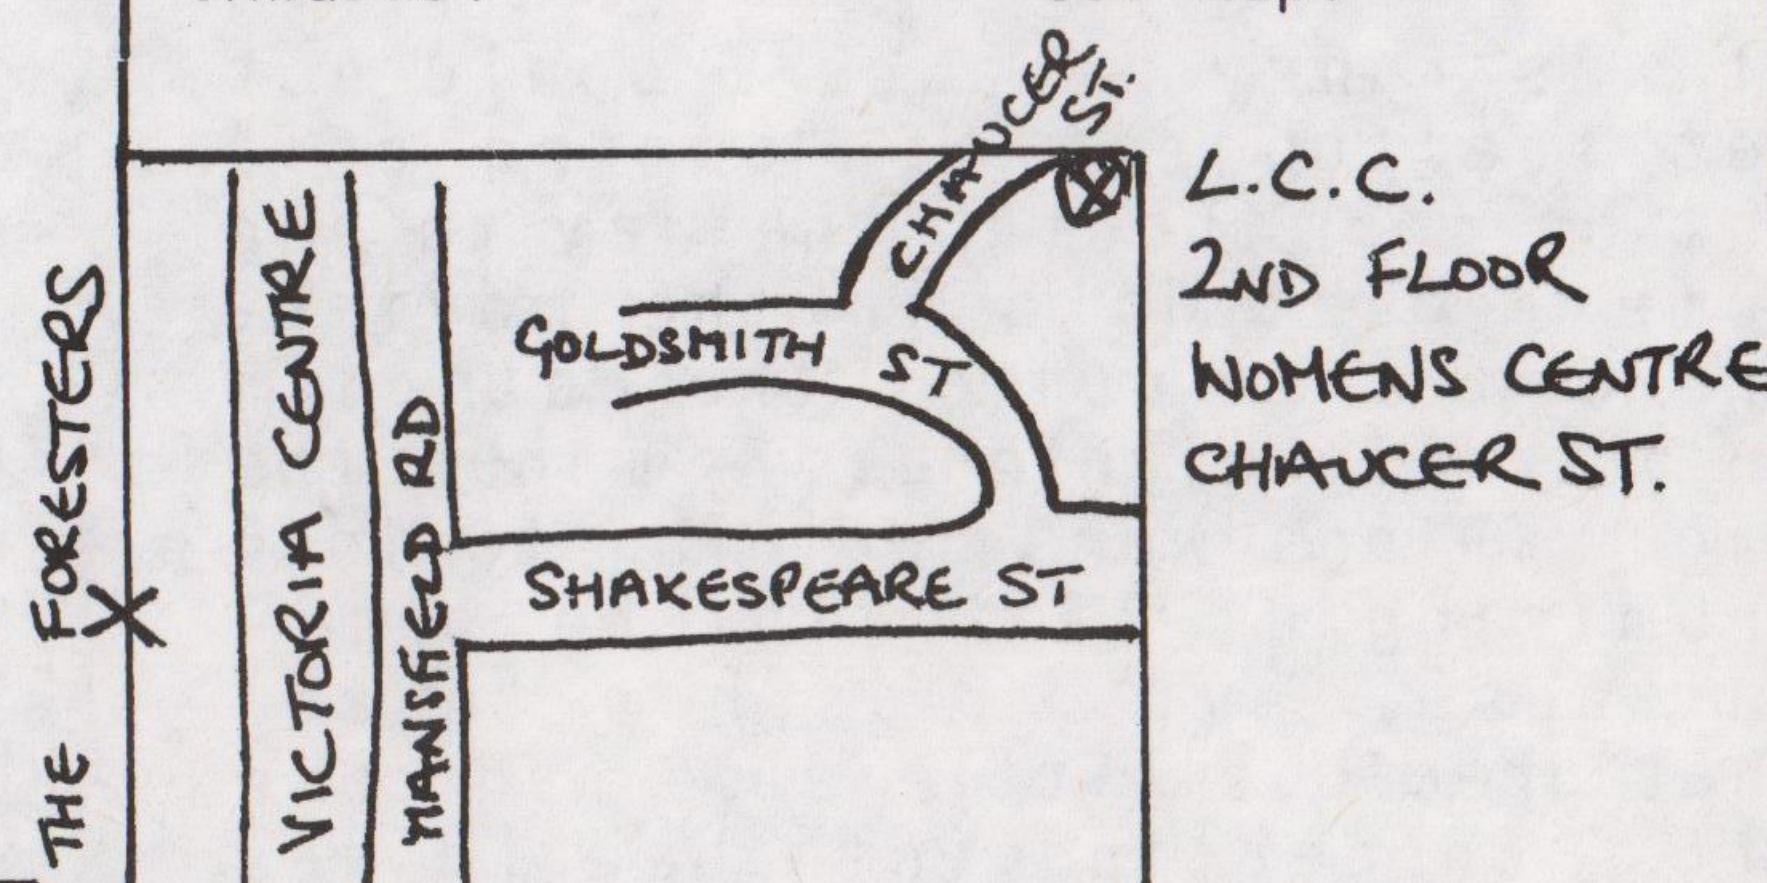 CHAUCER ST.
L.C.C.
2ND FLOOR
WOMENS CENTRE
CHAUCER ST.
GOLDSMITH ST
SHAKESPEARE ST
MANSFIELD RD
VICTORIA CENTRE
THE FORESTERS